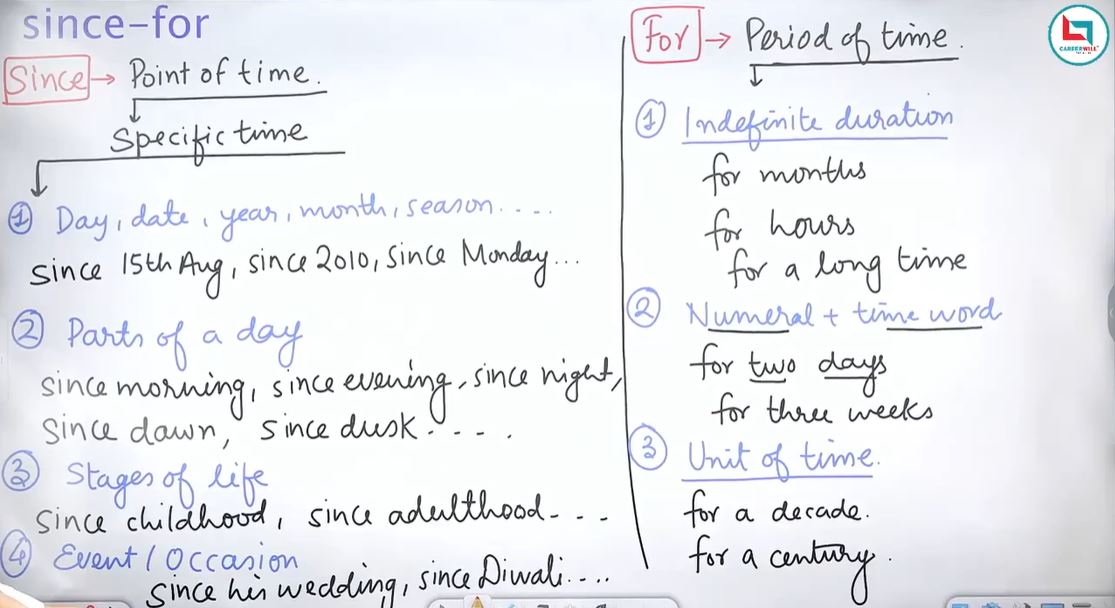 since-for
Since → Point of time.
Specific time
① Day, date, year, month, season....
since 15th Aug, since 2010, since Monday...
② Parts of a day
since morning, since evening, since night,
since dawn, since dusk....
③ Stages of life
since childhood, since adulthood...
④ Event / Occasion
since her wedding, since Diwali....
For → Period of time.
① Indefinite duration
for months
for hours
for a long time
② Numeral + time word
for two days
for three weeks
③ Unit of time.
for a decade.
for a century.
CAREERWILL